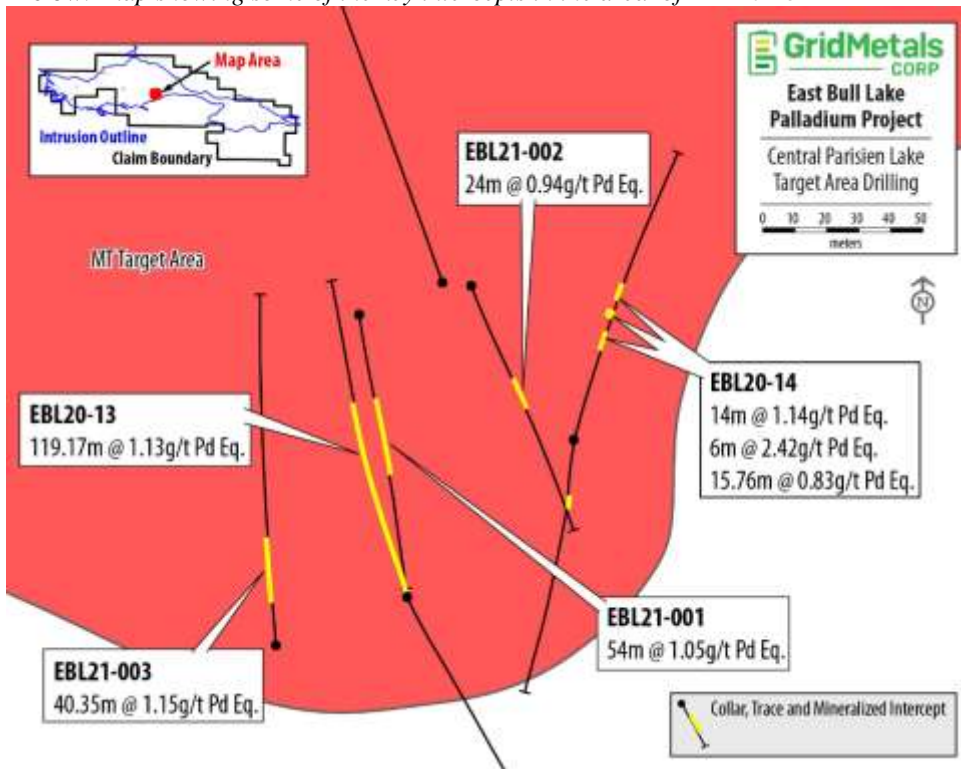 Map Area
Intrusion Outline
Claim Boundary
GridMetals
CORP
East Bull Lake
Palladium Project
Central Parisien Lake
Target Area Drilling
0 10 20 30 40 50
meters
N
EBL21-002
24m @ 0.94g/t Pd Eq.
MT Target Area
EBL20-14
14m @ 1.14g/t Pd Eq.
6m @ 2.42g/t Pd Eq.
15.76m @ 0.83g/t Pd Eq.
EBL20-13
119.17m @ 1.13g/t Pd Eq.
EBL21-001
54m @ 1.05g/t Pd Eq.
EBL21-003
40.35m @ 1.15g/t Pd Eq.
Collar, Trace and Mineralized Intercept